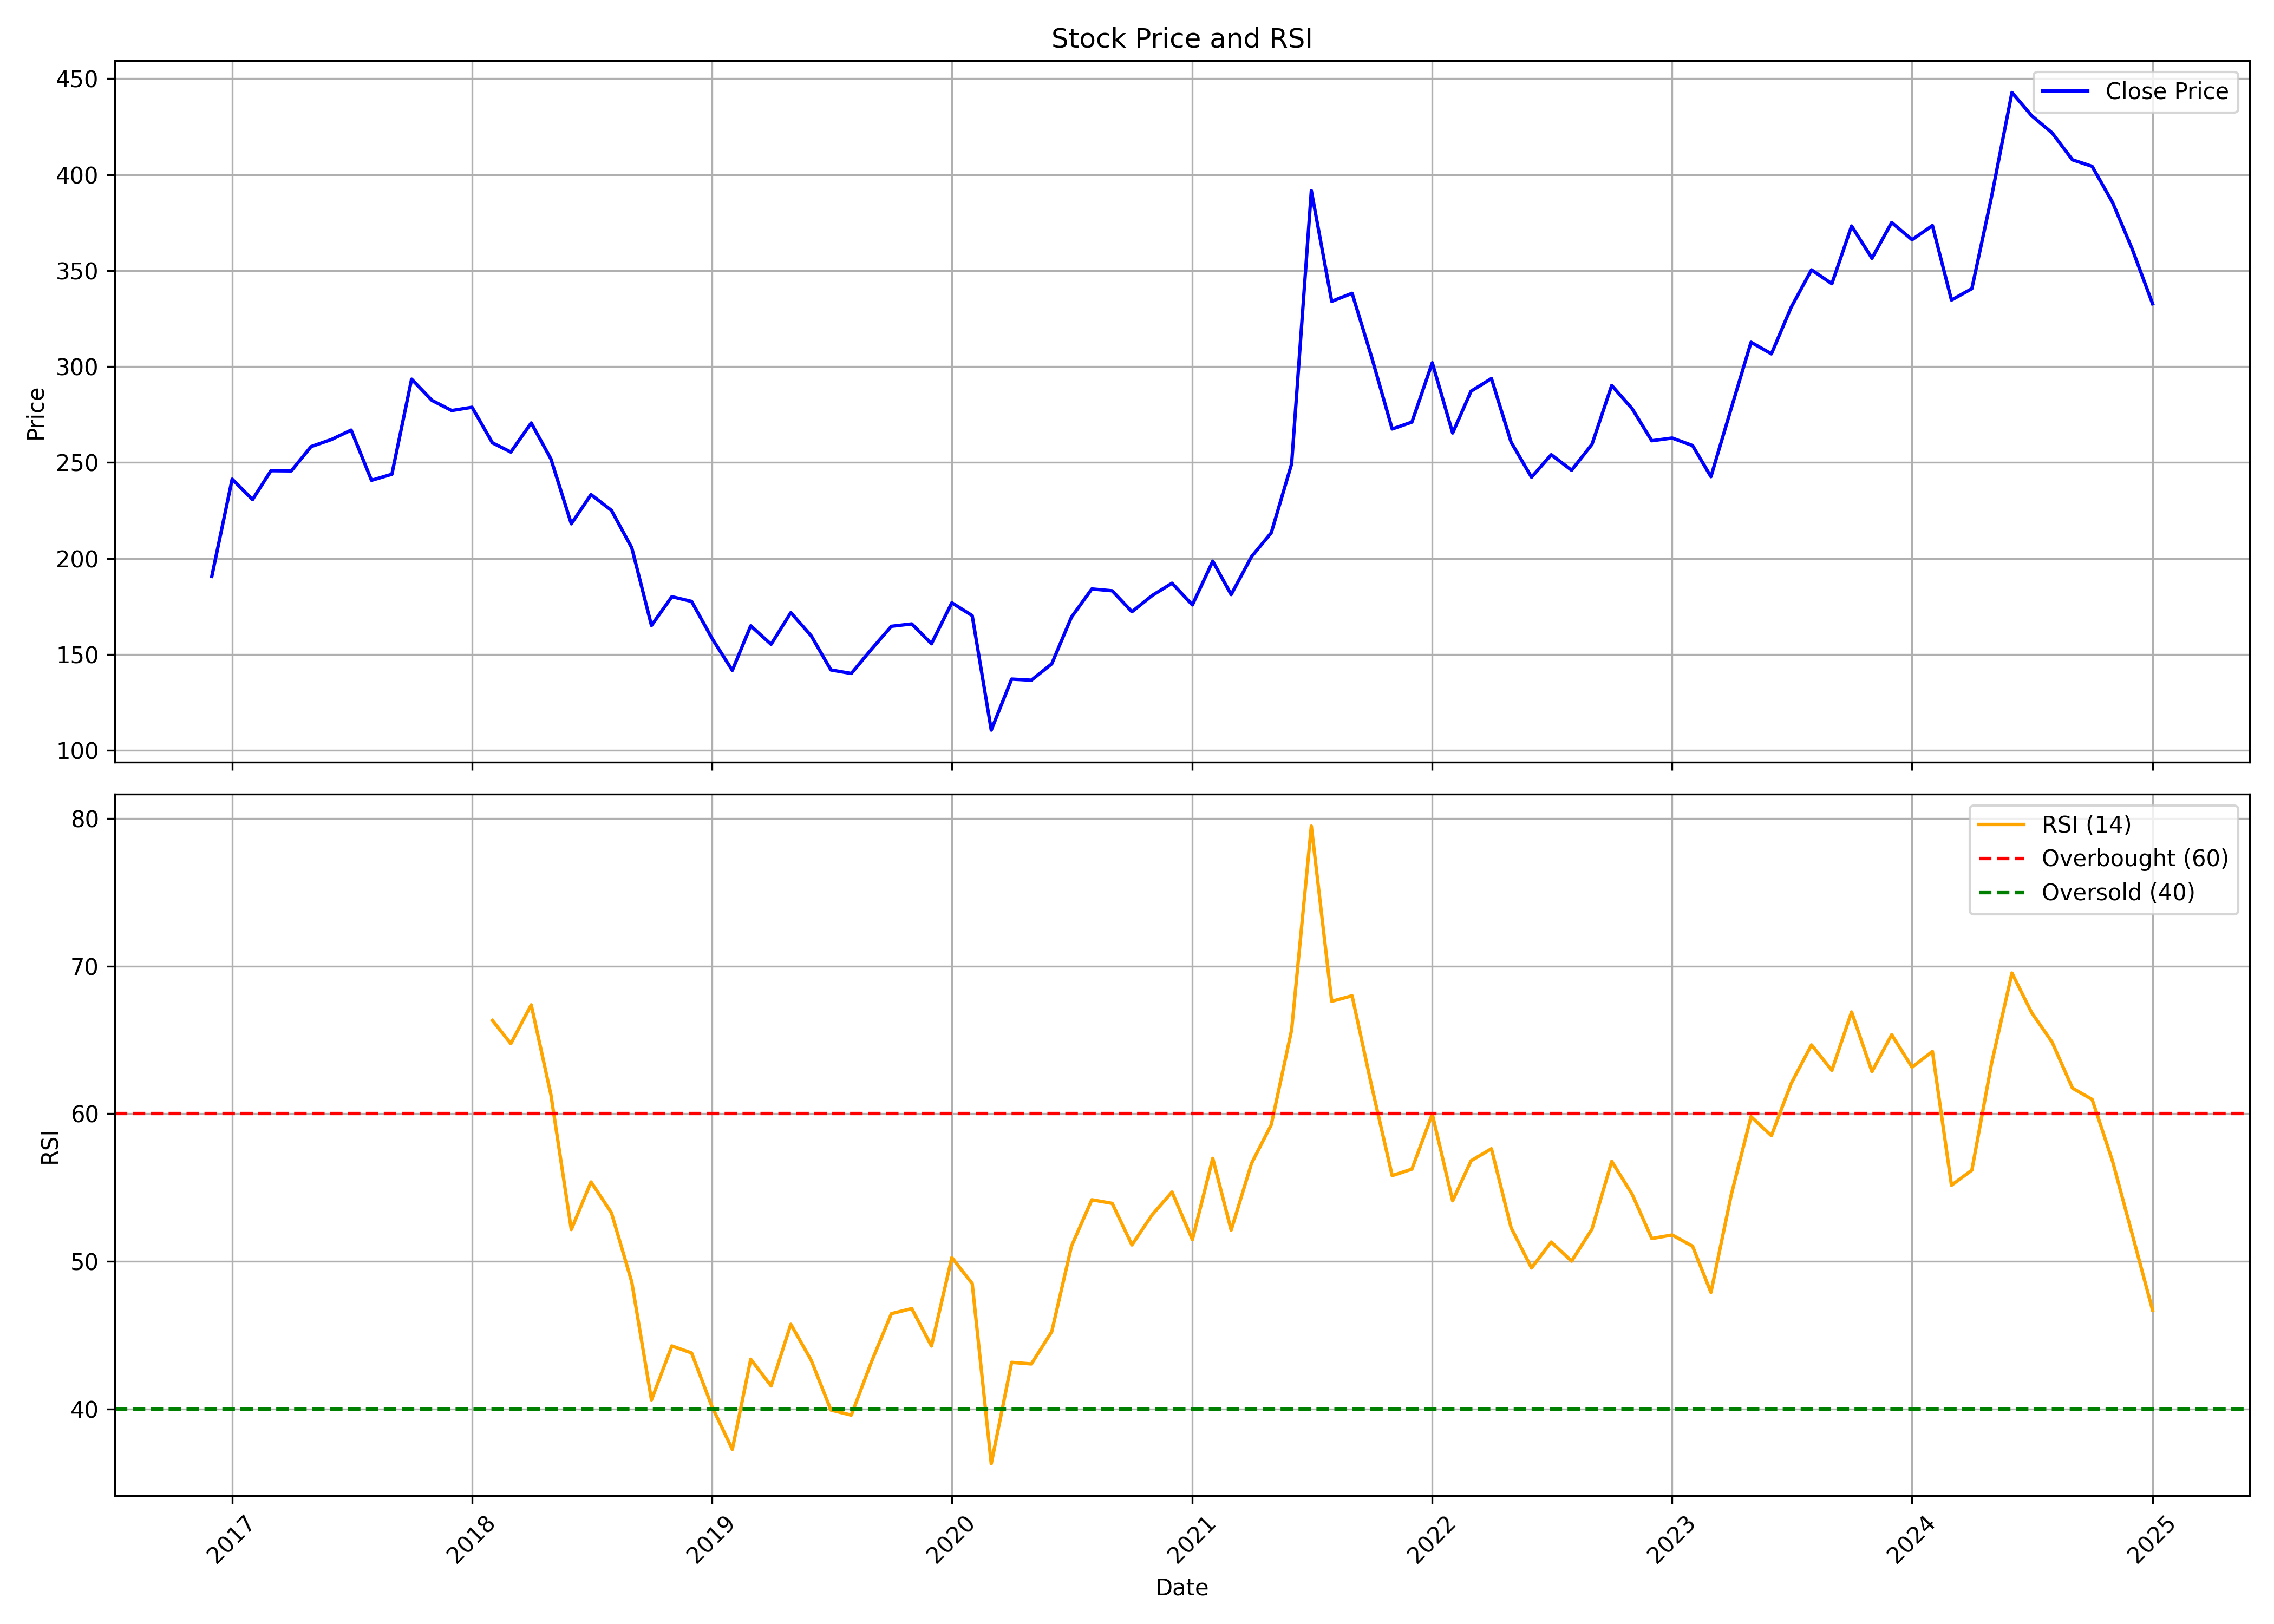 Stock Price and RSI
450
400
350
300
250
200
150
100
Price
Close Price
80
70
60
50
40
RSI
RSI (14)
Overbought (60)
Oversold (40)
2017
2018
2019
2020
2021
2022
2023
2024
2025
Date